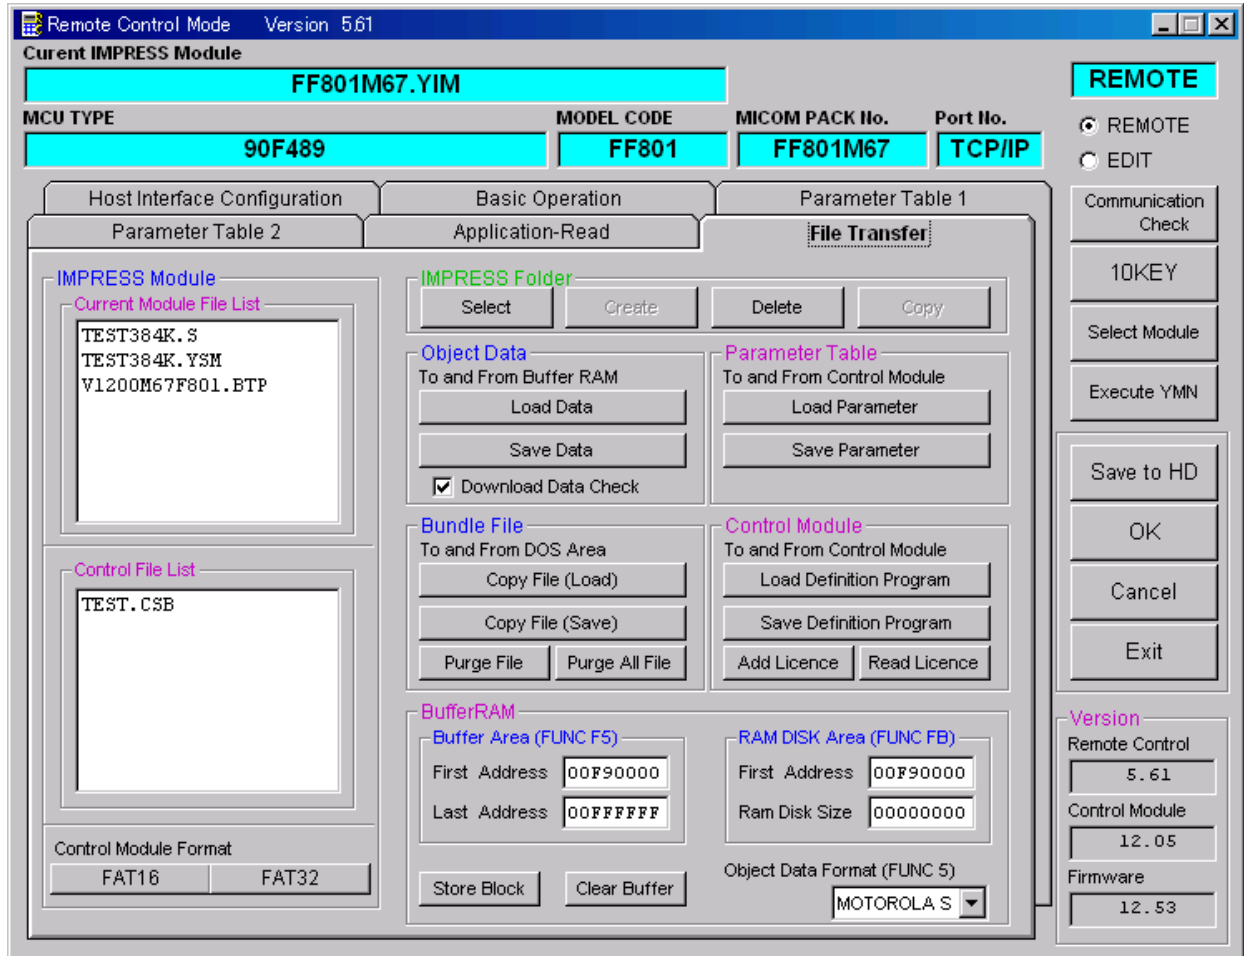 Remote Control Mode Version 5.61
Curent IMPRESS Module
FF801M67.YIM
REMOTE
MCU TYPE MODEL CODE MICOM PACK No. Port No.
90F489 FF801 FF801M67 TCP/IP
REMOTE
EDIT
Host Interface Configuration Basic Operation Parameter Table 1
Parameter Table 2 Application-Read File Transfer
Communication
Check
10KEY
Select Module
Execute YMN
Save to HD
OK
Cancel
Exit
IMPRESS Module
Current Module File List
TEST384K.S
TEST384K.YSM
V1200M67F801.BTP
Control File List
TEST.CSB
Control Module Format
FAT16 FAT32
IMPRESS Folder
Select Create Delete Copy
Object Data
To and From Buffer RAM
Load Data
Save Data
Download Data Check
Parameter Table
To and From Control Module
Load Parameter
Save Parameter
Bundle File
To and From DOS Area
Copy File (Load)
Copy File (Save)
Purge File Purge All File
Control Module
To and From Control Module
Load Definition Program
Save Definition Program
Add Licence Read Licence
BufferRAM
Buffer Area (FUNC F5)
First Address 00F90000
Last Address 00FFFFFF
RAM DISK Area (FUNC FB)
First Address 00F90000
Ram Disk Size 00000000
Store Block Clear Buffer
Object Data Format (FUNC 5)
MOTOROLA S
Version
Remote Control
5.61
Control Module
12.05
Firmware
12.53